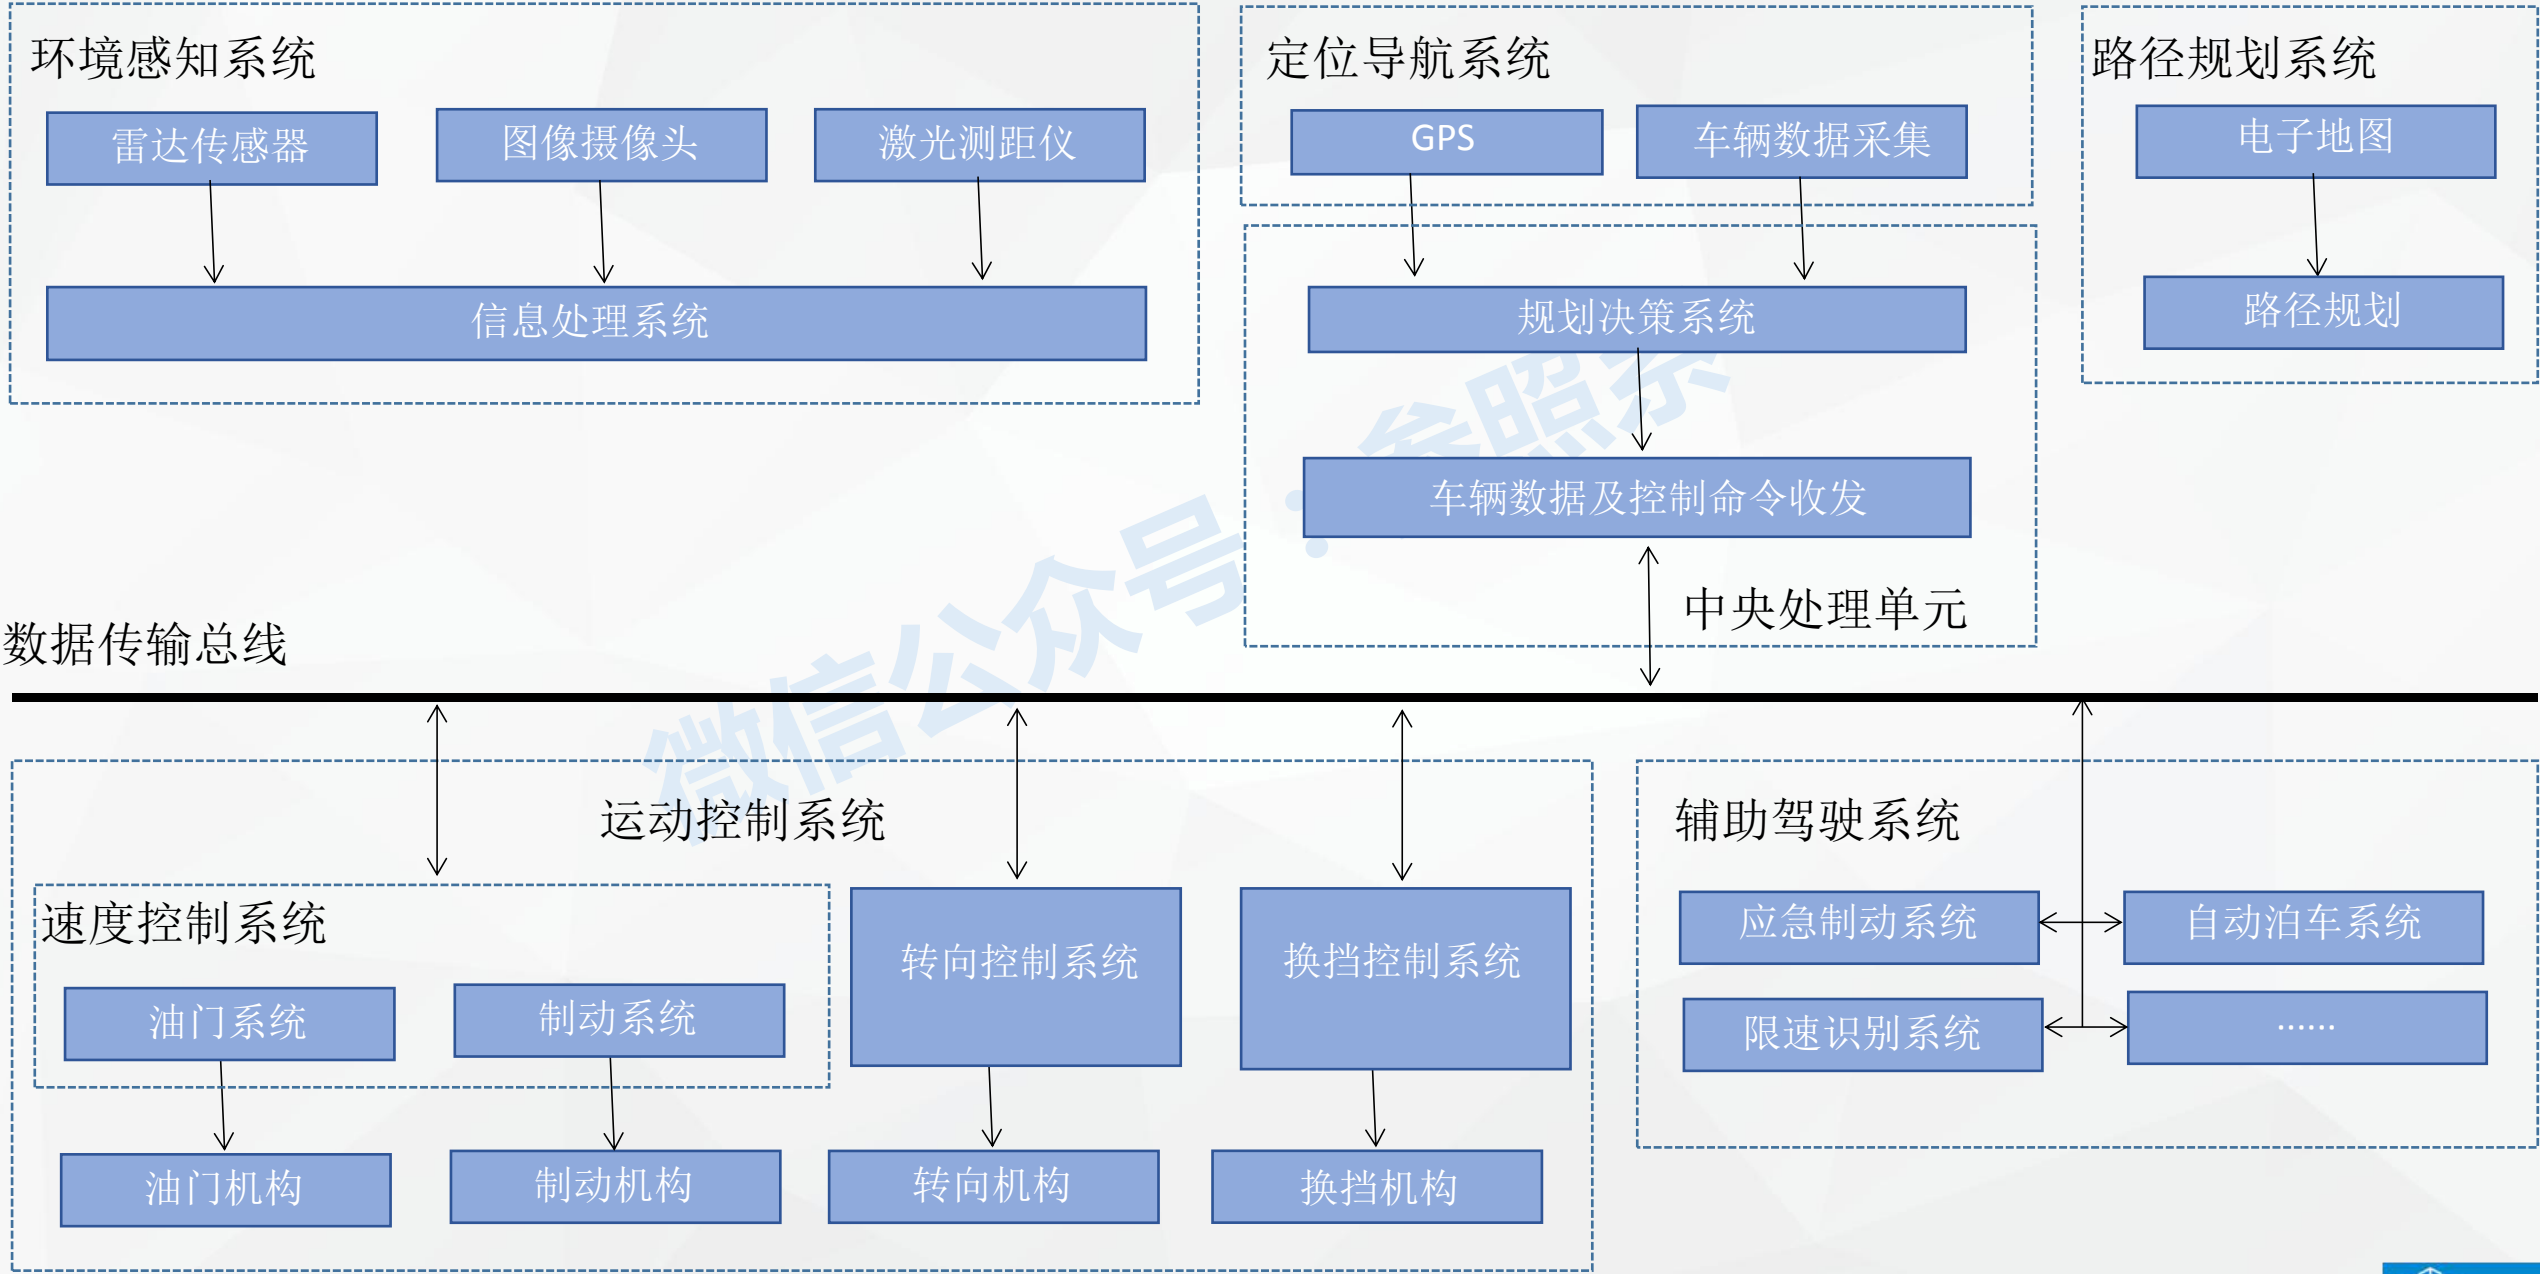 环境感知系统
雷达传感器
图像摄像头
激光测距仪
信息处理系统
定位导航系统
GPS
车辆数据采集
规划决策系统
车辆数据及控制命令收发
中央处理单元
路径规划系统
电子地图
路径规划
数据传输总线
运动控制系统
速度控制系统
油门系统
制动系统
转向控制系统
换挡控制系统
油门机构
制动机构
转向机构
换挡机构
辅助驾驶系统
应急制动系统
自动泊车系统
限速识别系统
……
微信公众号：参照系